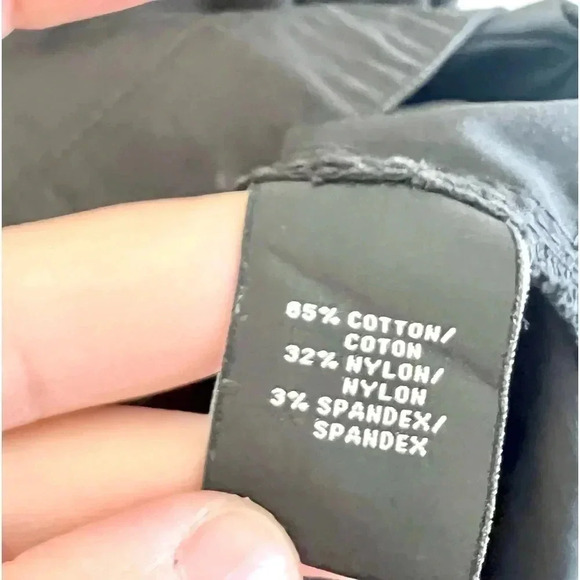 65% COTTON/
COTON
32% NYLON/
NYLON
3% SPANDEX/
SPANDEX